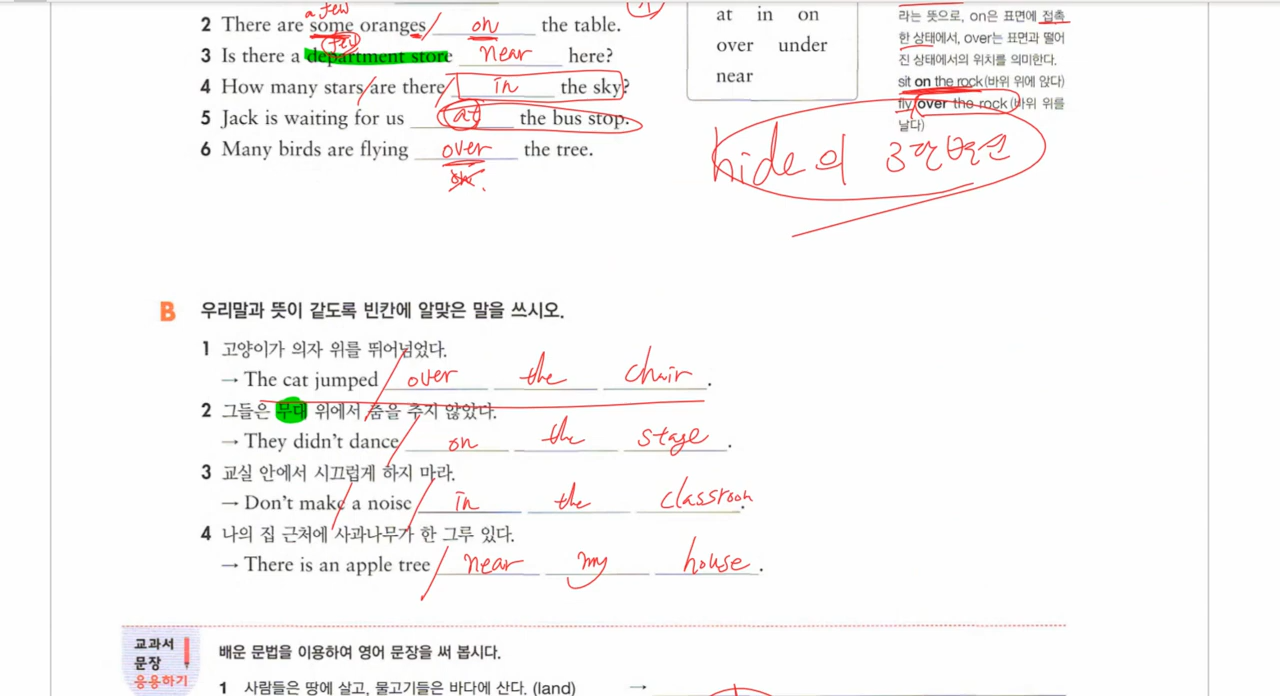 a few
2 There are some oranges on the table.
few
3 Is there a department store near here?
4 How many stars are there in the sky?
5 Jack is waiting for us at the bus stop.
6 Many birds are flying over the tree.
on.
at in on
over under
near
라는 뜻으로, on은 표면에 접촉
한 상태에서, over는 표면과 떨어
진 상태에서의 위치를 의미한다.
sit on the rock(바위 위에 앉다)
fly over the rock(바위 위를
날다)
hide의 3단변신
B 우리말과 뜻이 같도록 빈칸에 알맞은 말을 쓰시오.
1 고양이가 의자 위를 뛰어넘었다.
→ The cat jumped over the chair.
2 그들은 무대 위에서 춤을 추지 않았다.
→ They didn't dance on the stage.
3 교실 안에서 시끄럽게 하지 마라.
→ Don't make a noise in the classroom.
4 나의 집 근처에 사과나무가 한 그루 있다.
→ There is an apple tree near my house.
교과서
문장
응용하기
배운 문법을 이용하여 영어 문장을 써 봅시다.
1 사람들은 땅에 살고, 물고기들은 바다에 산다. (land) →